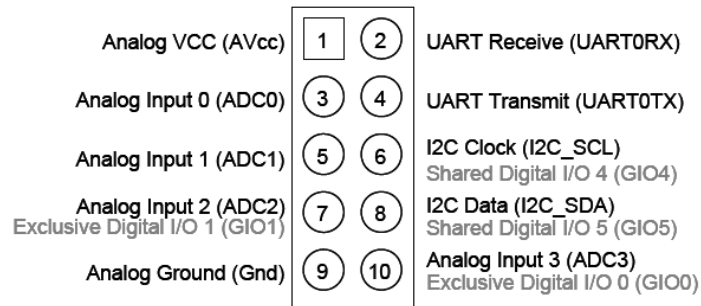 Analog VCC (AVcc) 1 2 UART Receive (UART0RX)
Analog Input 0 (ADC0) 3 4 UART Transmit (UART0TX)
Analog Input 1 (ADC1) 5 6 I2C Clock (I2C_SCL)
Shared Digital I/O 4 (GIO4)
Analog Input 2 (ADC2) 7 8 I2C Data (I2C_SDA)
Exclusive Digital I/O 1 (GIO1) Shared Digital I/O 5 (GIO5)
Analog Ground (Gnd) 9 10 Analog Input 3 (ADC3)
Exclusive Digital I/O 0 (GIO0)